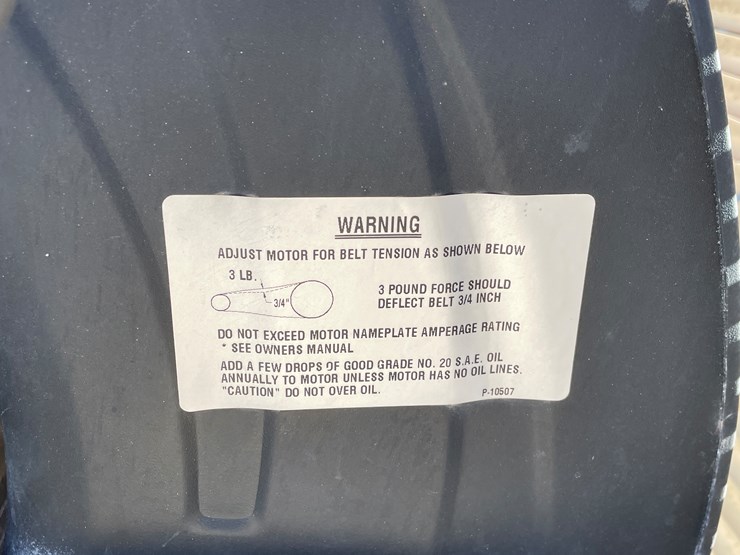 WARNING
ADJUST MOTOR FOR BELT TENSION AS SHOWN BELOW
3 LB.
3/4"
3 POUND FORCE SHOULD
DEFLECT BELT 3/4 INCH
DO NOT EXCEED MOTOR NAMEPLATE AMPERAGE RATING
* SEE OWNERS MANUAL
ADD A FEW DROPS OF GOOD GRADE NO. 20 S.A.E. OIL
ANNUALLY TO MOTOR UNLESS MOTOR HAS NO OIL LINES.
"CAUTION" DO NOT OVER OIL.
P-10507